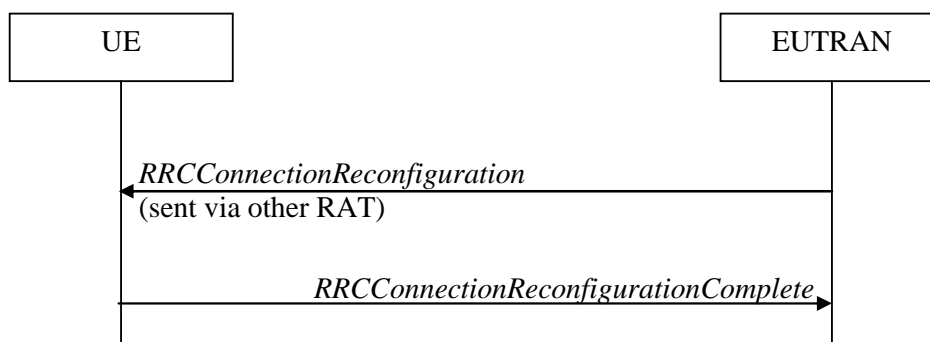 UE
EUTRAN
RRCConnectionReconfiguration
(sent via other RAT)
RRCConnectionReconfigurationComplete